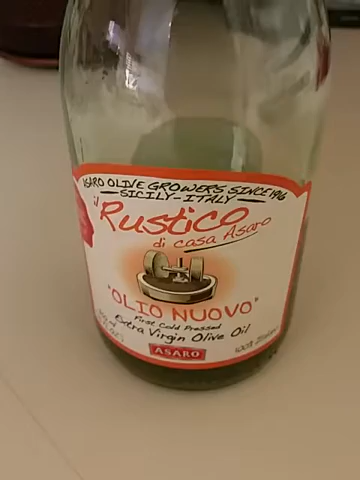 ASARO OLIVE GROWERS SINCE 1916
SICILY-ITALY
il Rustico
di casa Asaro
"OLIO NUOVO"
First Cold Pressed
Extra Virgin Olive Oil
ASARO
100%